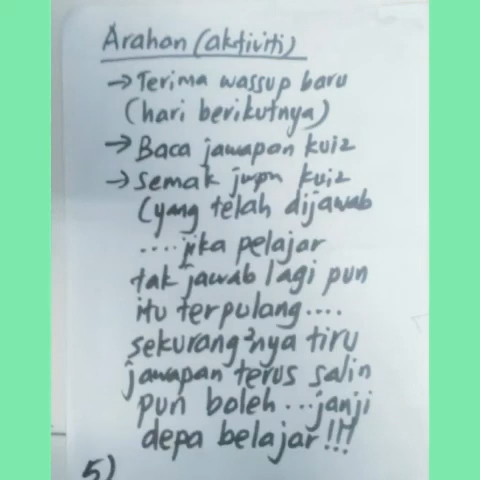 Arahan (aktiviti)
→ Terima wassup baru
(hari berikutnya)
→ Baca jawapan kuiz
→ Semak jwpn kuiz
(yang telah dijawab
.... jika pelajar
tak jawab lagi pun
itu terpulang....
sekurang²nya tiru
jawapan terus salin
pun boleh...janji
depa belajar!!!
5)